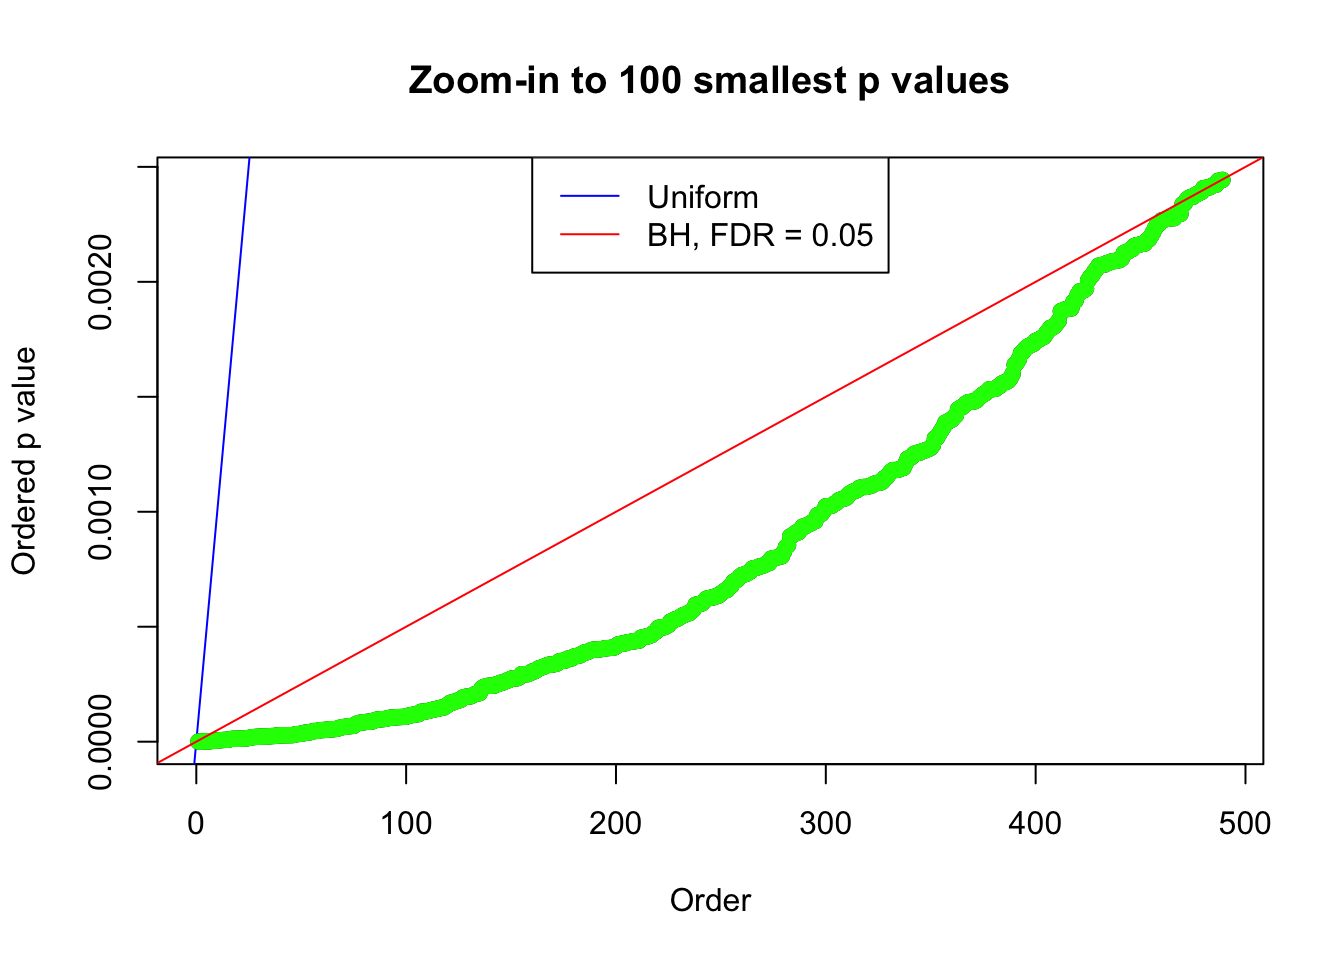 Zoom-in to 100 smallest p values
Uniform
BH, FDR = 0.05
Ordered p value
0.0020
0.0010
0.0000
0 100 200 300 400 500
Order